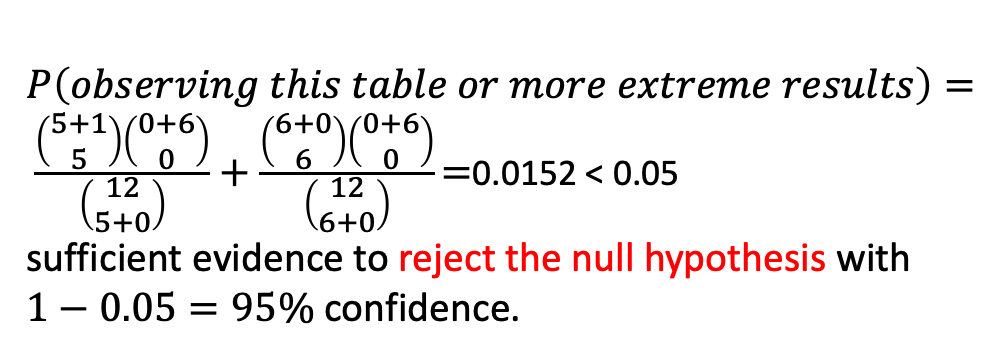 P(observing this table or more extreme results) =
\frac{\binom{5+1}{5}\binom{0+6}{0}}{\binom{12}{5+0}} + \frac{\binom{6+0}{6}\binom{0+6}{0}}{\binom{12}{6+0}} =0.0152 < 0.05
sufficient evidence to reject the null hypothesis with
1 − 0.05 = 95% confidence.